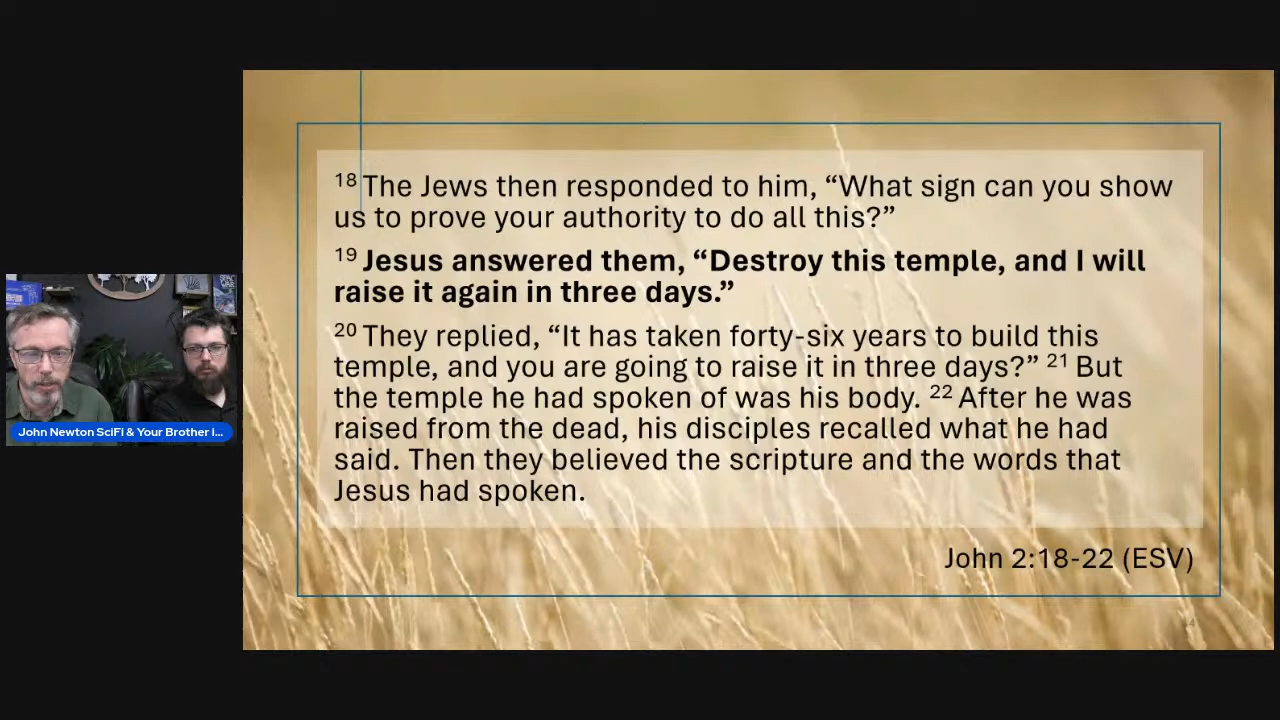 18 The Jews then responded to him, “What sign can you show
us to prove your authority to do all this?”
19 Jesus answered them, “Destroy this temple, and I will
raise it again in three days.”
20 They replied, “It has taken forty-six years to build this
temple, and you are going to raise it in three days?” 21 But
the temple he had spoken of was his body. 22 After he was
raised from the dead, his disciples recalled what he had
said. Then they believed the scripture and the words that
Jesus had spoken.
John 2:18-22 (ESV)
John Newton SciFi & Your Brother i...